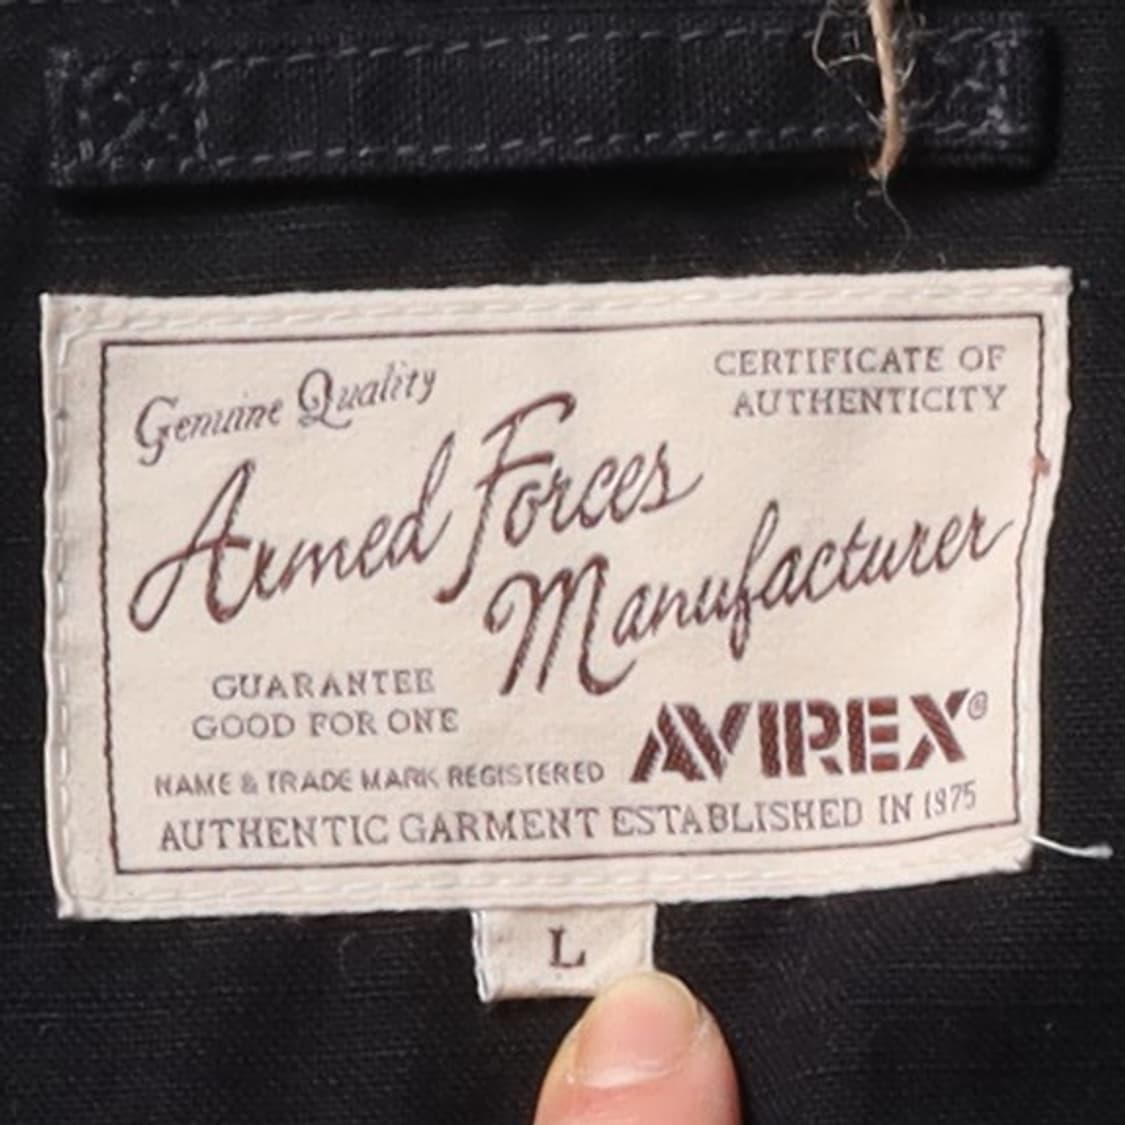 Genuine Quality
CERTIFICATE OF
AUTHENTICITY
Armed Forces
Manufacturer
GUARANTEE
GOOD FOR ONE
AVIREX®
NAME & TRADE MARK REGISTERED
AUTHENTIC GARMENT ESTABLISHED IN 1975
L